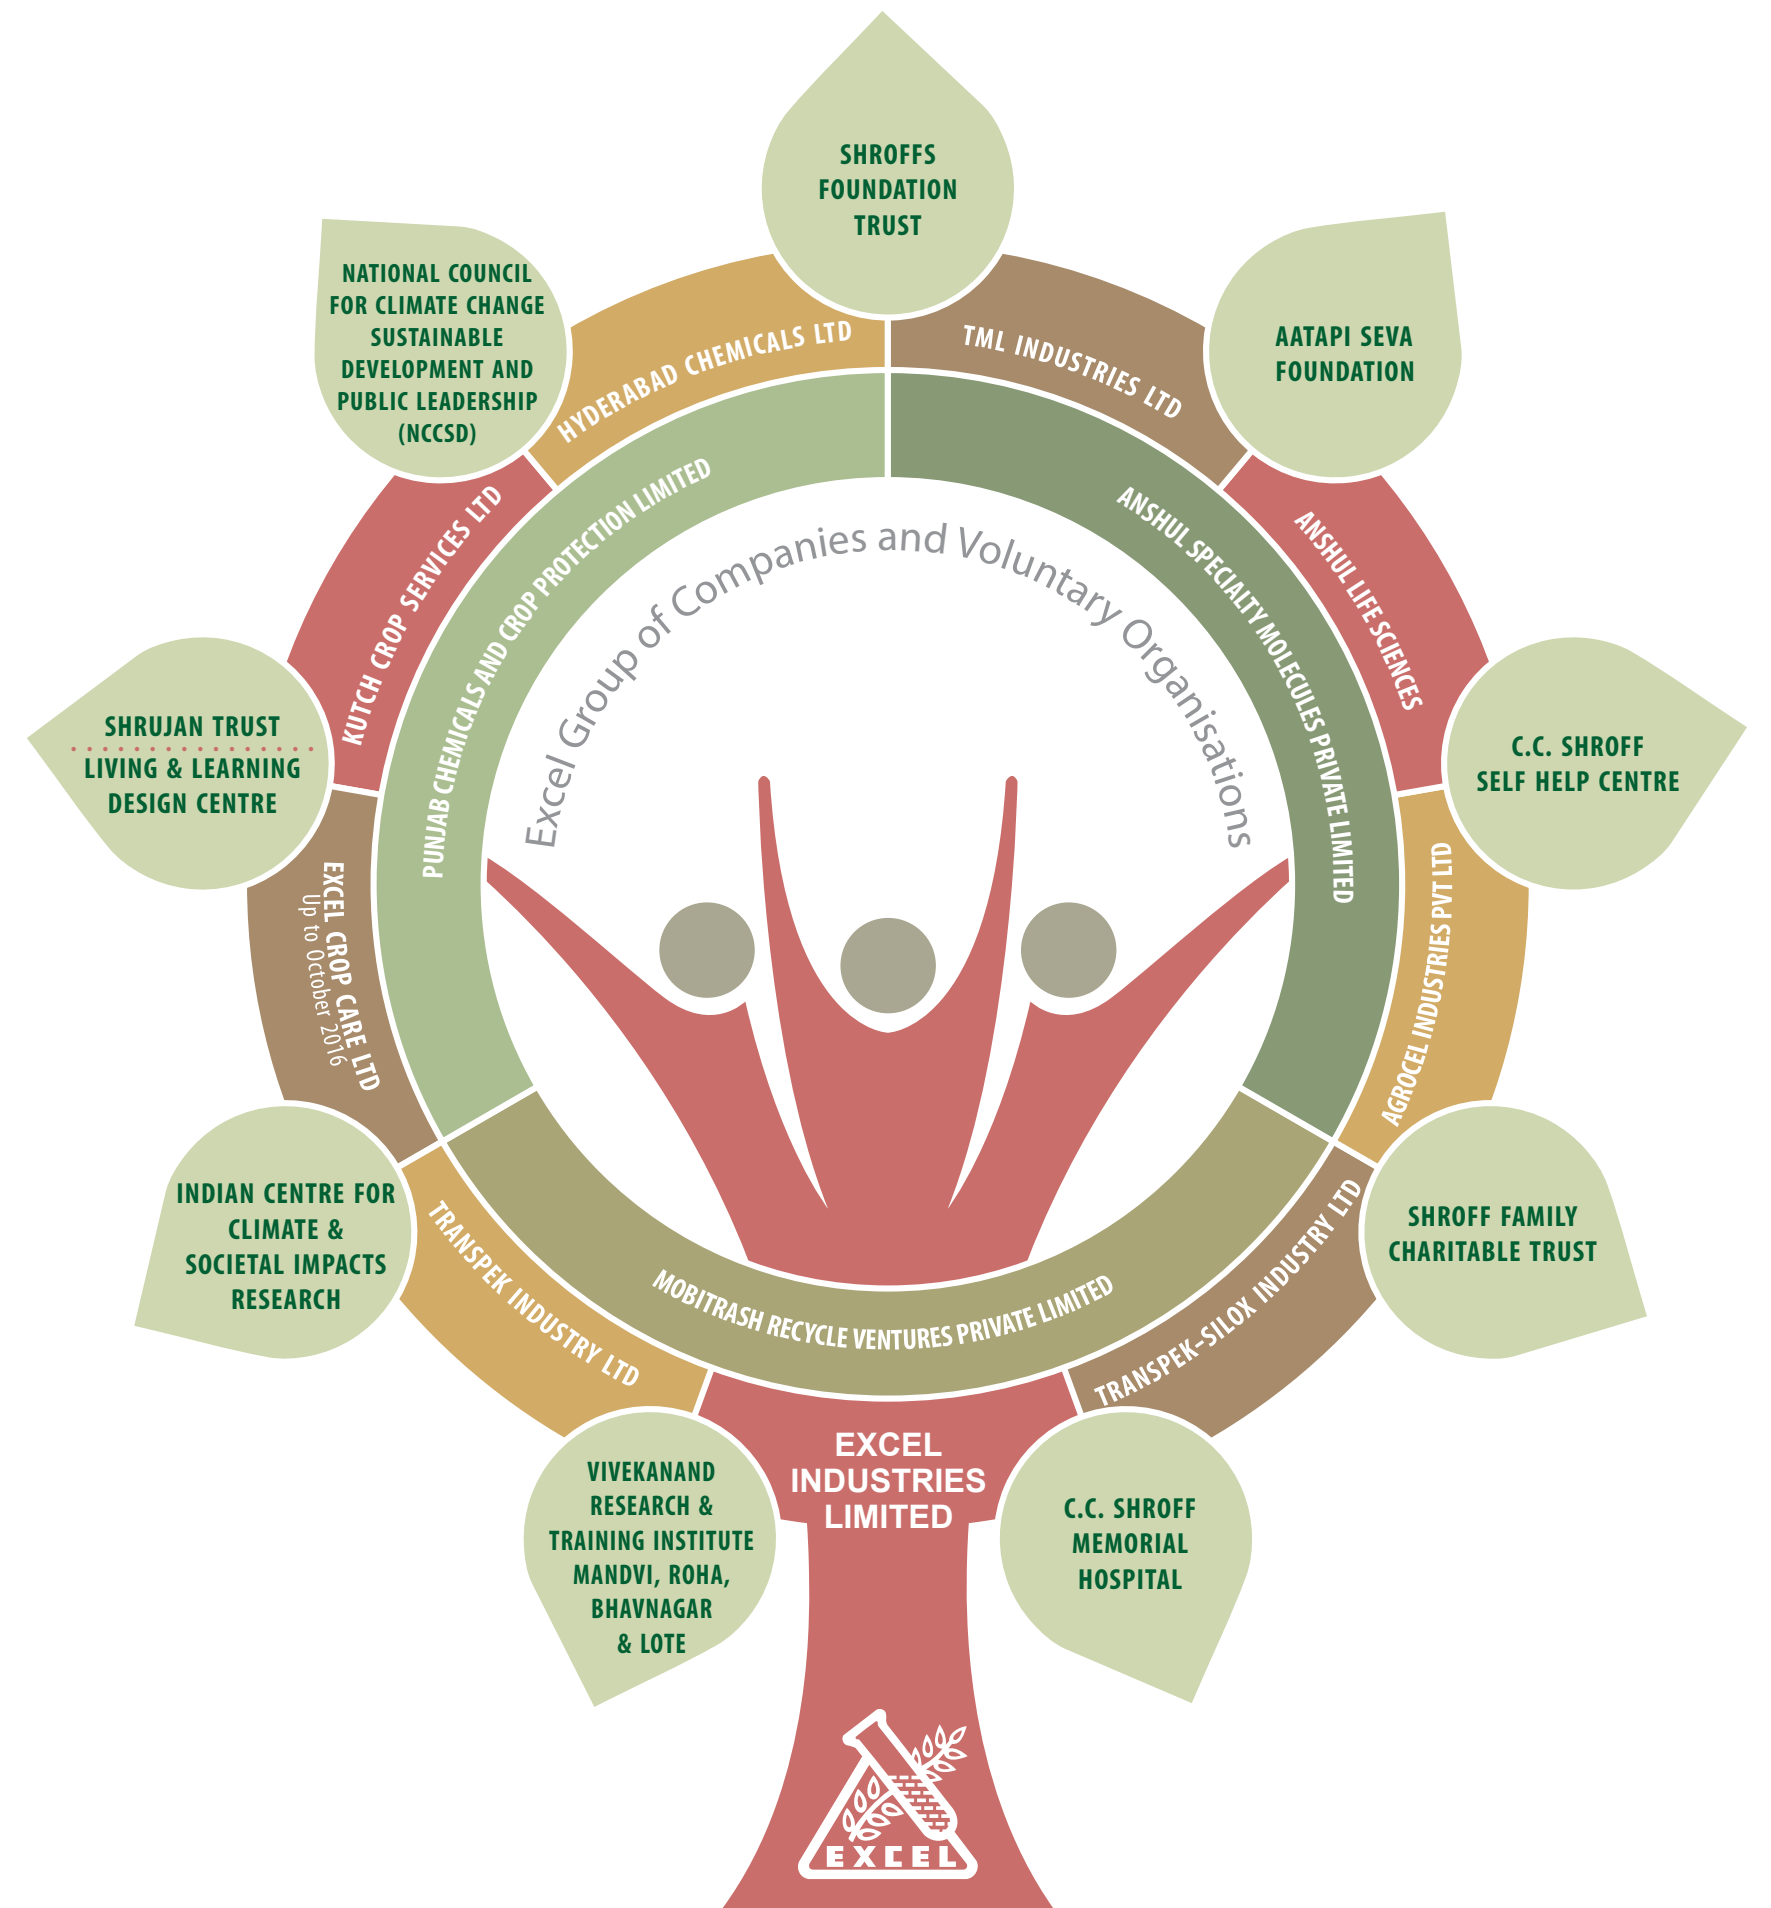 SHROFFS
FOUNDATION
TRUST
NATIONAL COUNCIL
FOR CLIMATE CHANGE
SUSTAINABLE
DEVELOPMENT AND
PUBLIC LEADERSHIP
(NCCSD)
AATAPI SEVA
FOUNDATION
HYDERABAD CHEMICALS LTD
TML INDUSTRIES LTD
KUTCH CROP SERVICES LTD
ANSHUL LIFE SCIENCES
PUNJAB CHEMICALS AND CROP PROTECTION LIMITED
ANSHUL SPECIALTY MOLECULES PRIVATE LIMITED
Excel Group of Companies and Voluntary Organisations
SHRUJAN TRUST
LIVING & LEARNING
DESIGN CENTRE
C.C. SHROFF
SELF HELP CENTRE
EXCEL CROP CARE LTD
Up to October 2016
AGROCEL INDUSTRIES PVT LTD
INDIAN CENTRE FOR
CLIMATE &
SOCIETAL IMPACTS
RESEARCH
SHROFF FAMILY
CHARITABLE TRUST
TRANSPEK INDUSTRY LTD
MOBITRASH RECYCLE VENTURES PRIVATE LIMITED
TRANSPEK-SILOX INDUSTRY LTD
EXCEL
INDUSTRIES
LIMITED
VIVEKANAND
RESEARCH &
TRAINING INSTITUTE
MANDVI, ROHA,
BHAVNAGAR
& LOTE
C.C. SHROFF
MEMORIAL
HOSPITAL
EXCEL